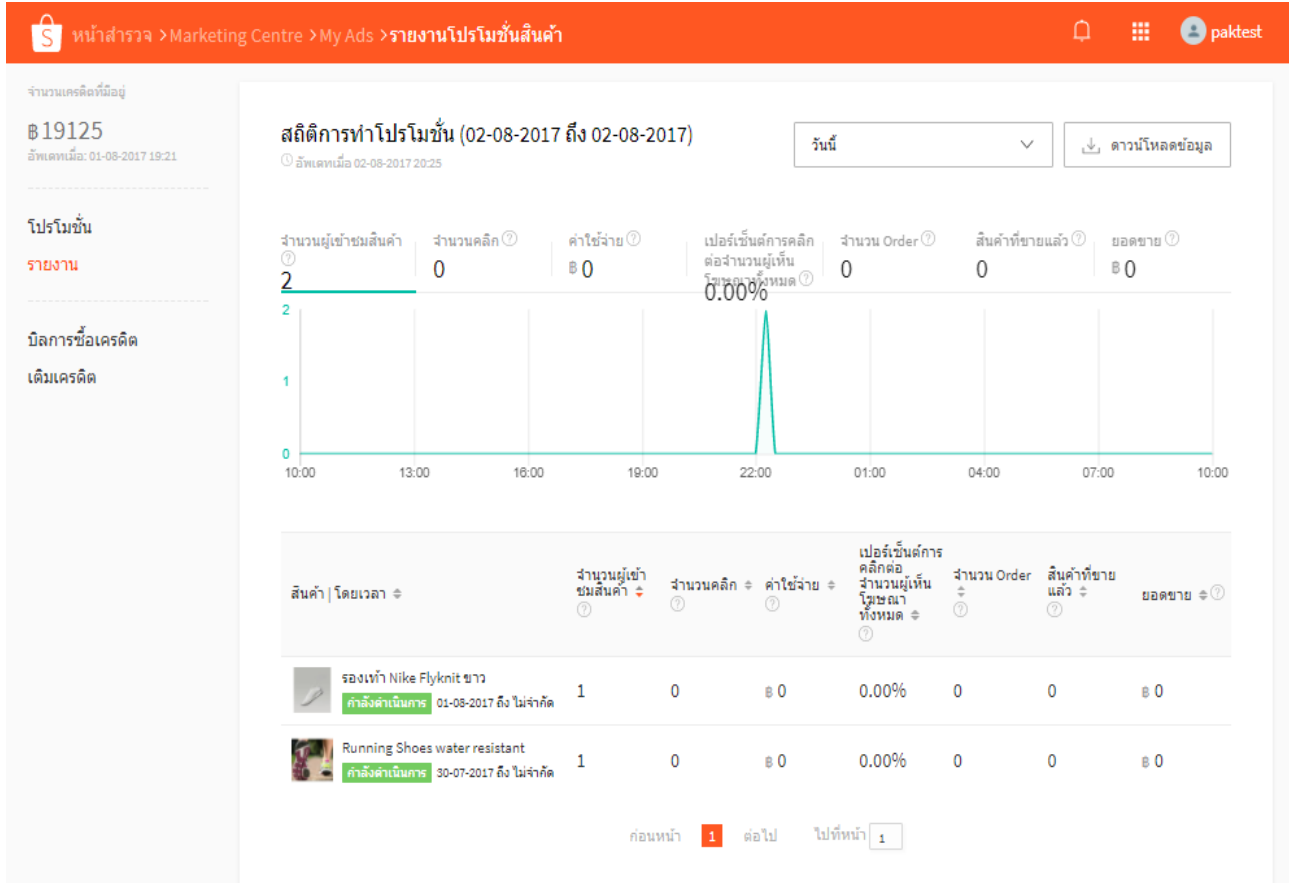 หน้าสำรวจ >Marketing Centre >My Ads >รายงานโปรโมชั่นสินค้า
paktest
จำนวนเครดิตที่มีอยู่
฿19125
อัพเดทเมื่อ: 01-08-2017 19:21
โปรโมชั่น
รายงาน
บิลการซื้อเครดิต
เติมเครดิต
สถิติการทำโปรโมชั่น (02-08-2017 ถึง 02-08-2017)
อัพเดทเมื่อ 02-08-2017 20:25
วันนี้
ดาวน์โหลดข้อมูล
จำนวนผู้เข้าชมสินค้า
2
จำนวนคลิก
0
ค่าใช้จ่าย
฿ 0
เปอร์เซ็นต์การคลิก
ต่อจำนวนผู้เห็น
โฆษณาทั้งหมด
0.00%
จำนวน Order
0
สินค้าที่ขายแล้ว
0
ยอดขาย
฿ 0
2
1
0
10:00 13:00 16:00 19:00 22:00 01:00 04:00 07:00 10:00
สินค้า | โดยเวลา
จำนวนผู้เข้า
ชมสินค้า
จำนวนคลิก
ค่าใช้จ่าย
เปอร์เซ็นต์การ
คลิกต่อ
จำนวนผู้เห็น
โฆษณา
ทั้งหมด
จำนวน Order
สินค้าที่ขาย
แล้ว
ยอดขาย
รองเท้า Nike Flyknit ขาว
กำลังดำเนินการ 01-08-2017 ถึง ไม่จำกัด
1 0 ฿ 0 0.00% 0 0 ฿ 0
Running Shoes water resistant
กำลังดำเนินการ 30-07-2017 ถึง ไม่จำกัด
1 0 ฿ 0 0.00% 0 0 ฿ 0
ก่อนหน้า 1 ต่อไป ไปที่หน้า 1